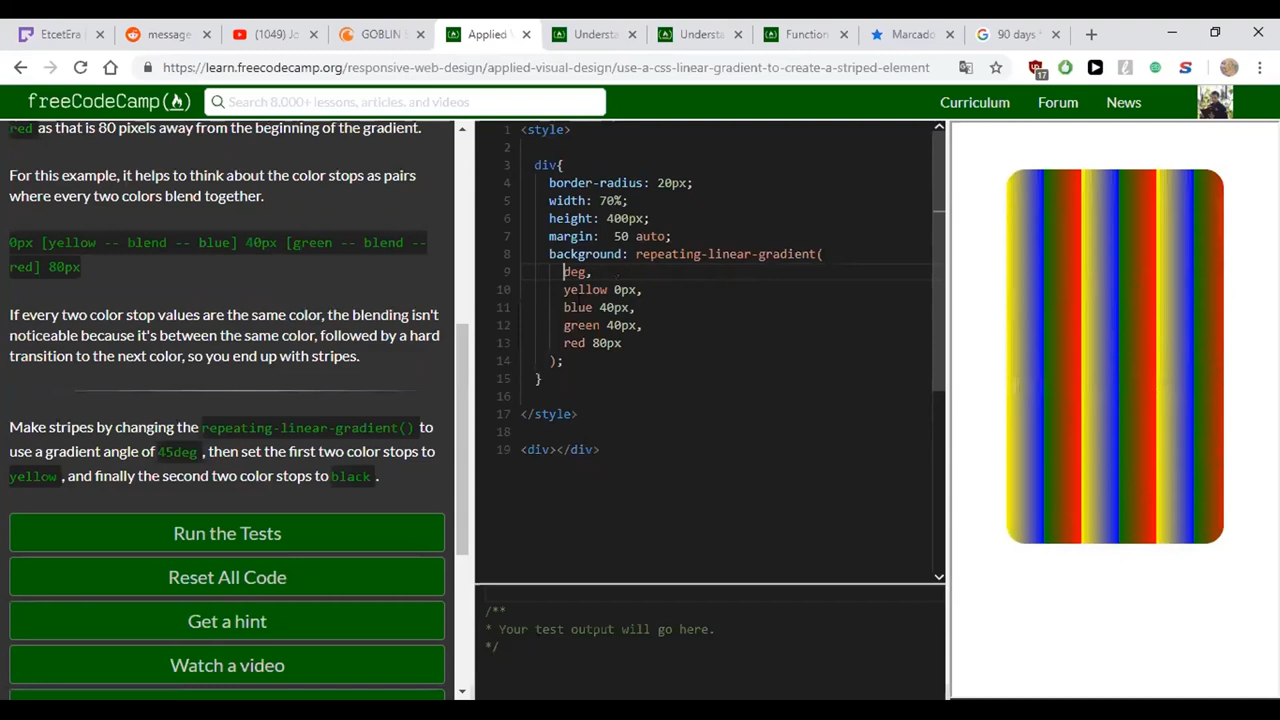 EtcetEra |
message
(1049) Jo
GOBLIN S
Applied V
Understa
Understa
Function
Marcado
90 days
https://learn.freecodecamp.org/responsive-web-design/applied-visual-design/use-a-css-linear-gradient-to-create-a-striped-element
17
freeCodeCamp(🔥)
Search 8,000+ lessons, articles, and videos
Curriculum
Forum
News
red as that is 80 pixels away from the beginning of the gradient.
For this example, it helps to think about the color stops as pairs
where every two colors blend together.
0px [yellow -- blend -- blue] 40px [green -- blend --
red] 80px
If every two color stop values are the same color, the blending isn't
noticeable because it's between the same color, followed by a hard
transition to the next color, so you end up with stripes.
Make stripes by changing the repeating-linear-gradient() to
use a gradient angle of 45deg, then set the first two color stops to
yellow, and finally the second two color stops to black.
Run the Tests
Reset All Code
Get a hint
Watch a video
1 <style>
2
3 div{
4 border-radius: 20px;
5 width: 70%;
6 height: 400px;
7 margin:  50 auto;
8 background: repeating-linear-gradient(
9 deg,
10 yellow 0px,
11 blue 40px,
12 green 40px,
13 red 80px
14 );
15 }
16
17 </style>
18
19 <div></div>
/**
* Your test output will go here.
*/